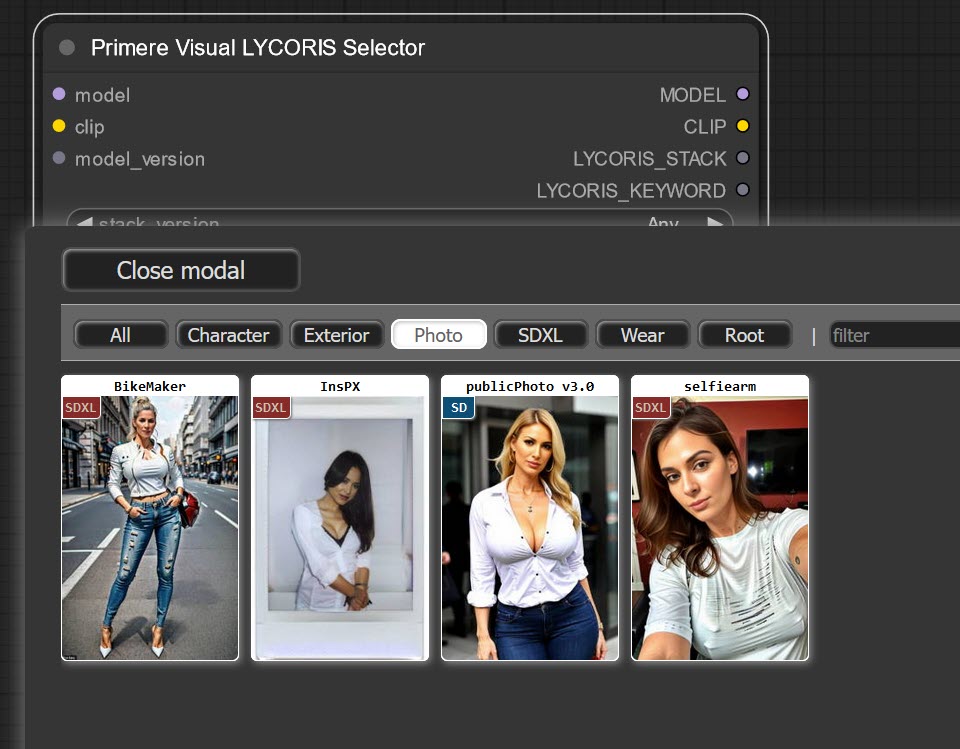 Primere Visual LYCORIS Selector
model MODEL
clip CLIP
model_version LYCORIS_STACK
LYCORIS_KEYWORD
stack_version Any
Close modal
All Character Exterior Photo SDXL Wear Root | filter
BikeMaker InsPX publicPhoto v3.0 selfiearm
SDXL SDXL SD SDXL